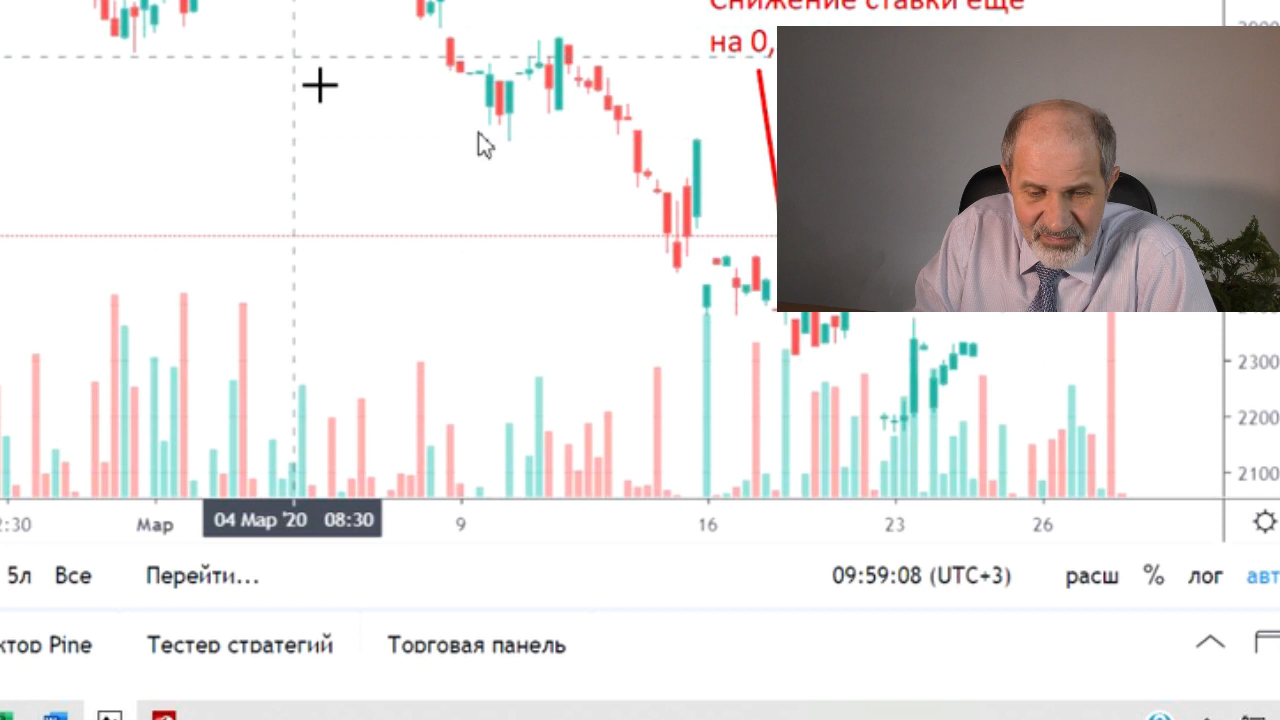 Снижение ставки еще
на 0,
2300
2200
2100
2:30
Мар
04 Мар '20 08:30
9
16
23
26
5л
Все
Перейти...
09:59:08 (UTC+3)
расш
%
лог
авт
ктор Pine
Тестер стратегий
Торговая панель